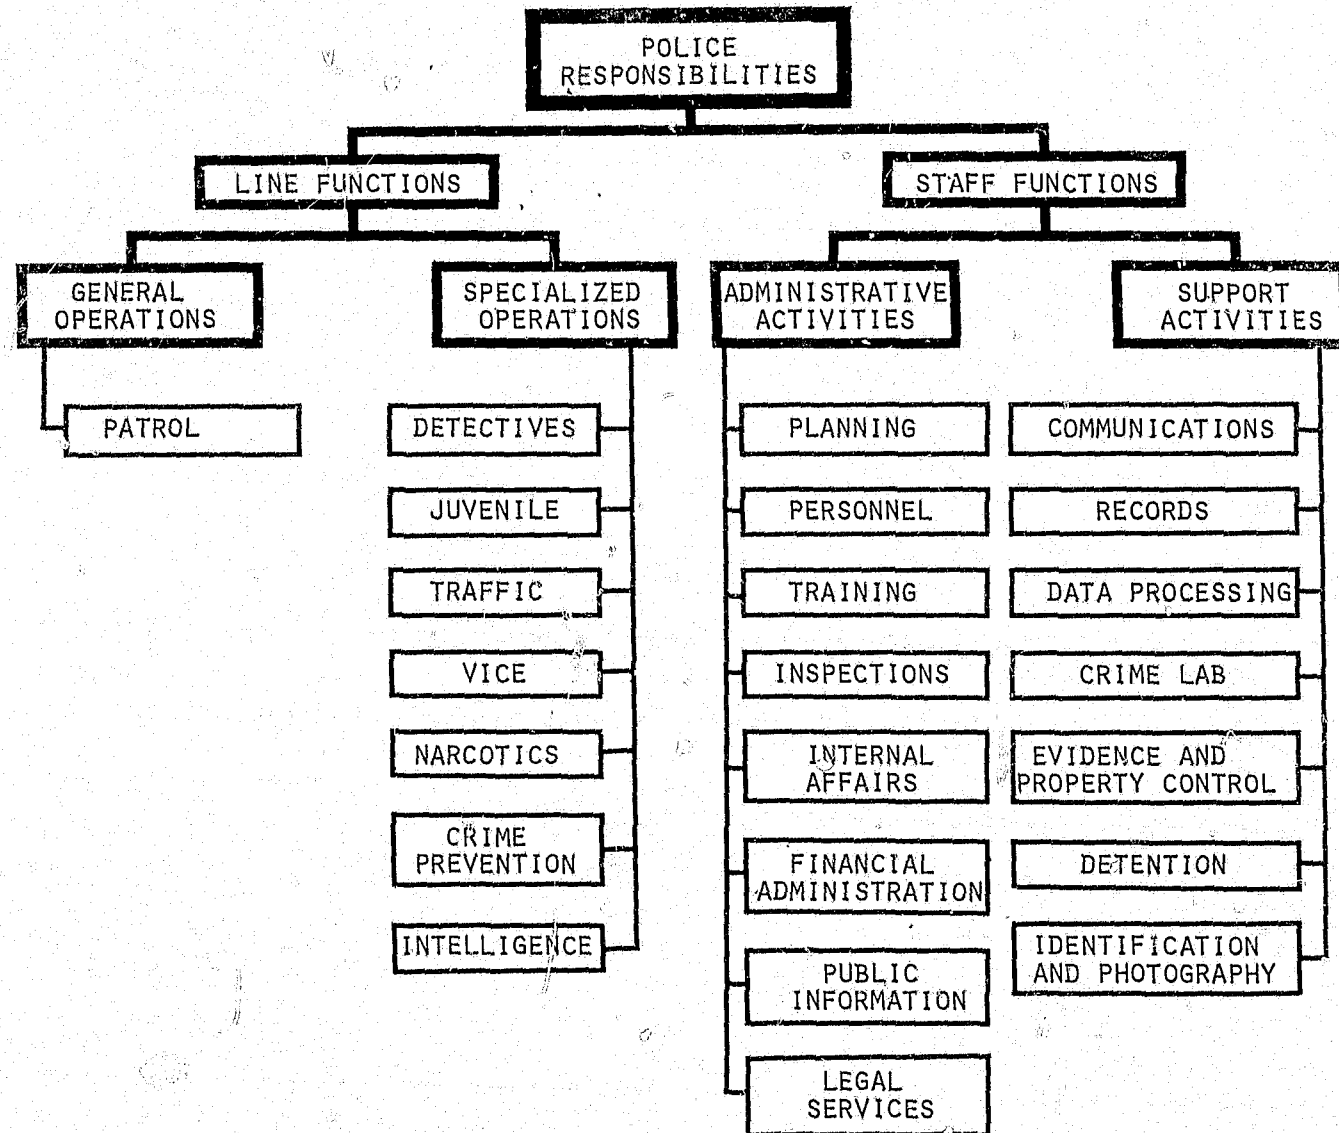 POLICE
RESPONSIBILITIES
LINE FUNCTIONS
STAFF FUNCTIONS
GENERAL
OPERATIONS
SPECIALIZED
OPERATIONS
ADMINISTRATIVE
ACTIVITIES
SUPPORT
ACTIVITIES
PATROL
DETECTIVES
JUVENILE
TRAFFIC
VICE
NARCOTICS
CRIME
PREVENTION
INTELLIGENCE
PLANNING
PERSONNEL
TRAINING
INSPECTIONS
INTERNAL
AFFAIRS
FINANCIAL
ADMINISTRATION
PUBLIC
INFORMATION
LEGAL
SERVICES
COMMUNICATIONS
RECORDS
DATA PROCESSING
CRIME LAB
EVIDENCE AND
PROPERTY CONTROL
DETENTION
IDENTIFICATION
AND PHOTOGRAPHY